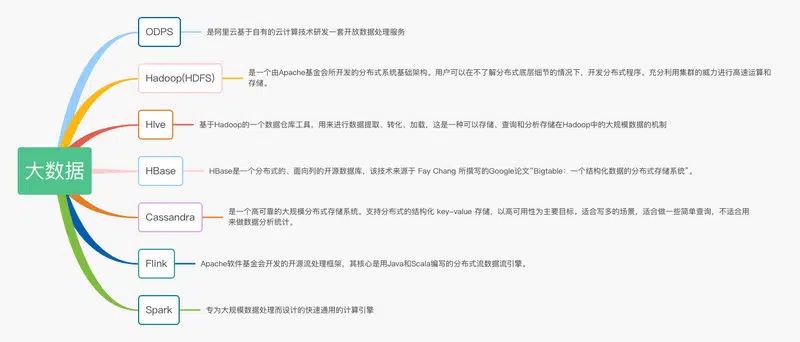 大数据
ODPS
是阿里云基于自有的云计算技术研发一套开放数据处理服务
Hadoop(HDFS)
是一个由Apache基金会所开发的分布式系统基础架构。用户可以在不了解分布式底层细节的情况下，开发分布式程序。充分利用集群的威力进行高速运算和
存储。
HIve
基于Hadoop的一个数据仓库工具，用来进行数据提取、转化、加载，这是一种可以存储、查询和分析存储在Hadoop中的大规模数据的机制
HBase
HBase是一个分布式的、面向列的开源数据库，该技术来源于 Fay Chang 所撰写的Google论文“Bigtable：一个结构化数据的分布式存储系统”。
Cassandra
是一个高可靠的大规模分布式存储系统。支持分布式的结构化 key-value 存储，以高可用性为主要目标，适合写多的场景，适合做一些简单查询，不适合用
来做数据分析统计。
Flink
Apache软件基金会开发的开源流处理框架，其核心是用Java和Scala编写的分布式流数据流引擎。
Spark
专为大规模数据处理而设计的快速通用的计算引擎